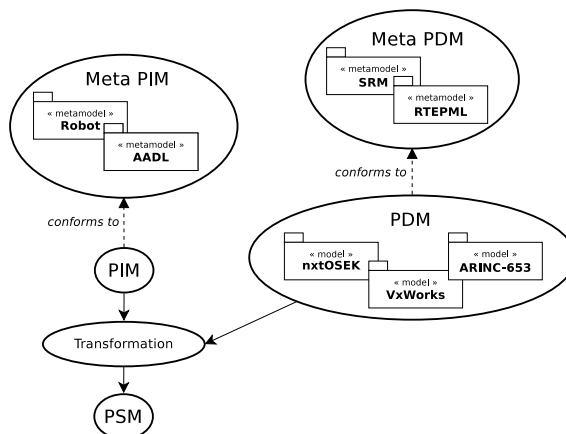 Meta PIM
« metamodel »
Robot
« metamodel »
AADL
Meta PDM
« metamodel »
SRM
« metamodel »
RTEPML
conforms to
conforms to
PDM
« model »
nxtOSEK
« model »
VxWorks
« model »
ARINC-653
PIM
Transformation
PSM